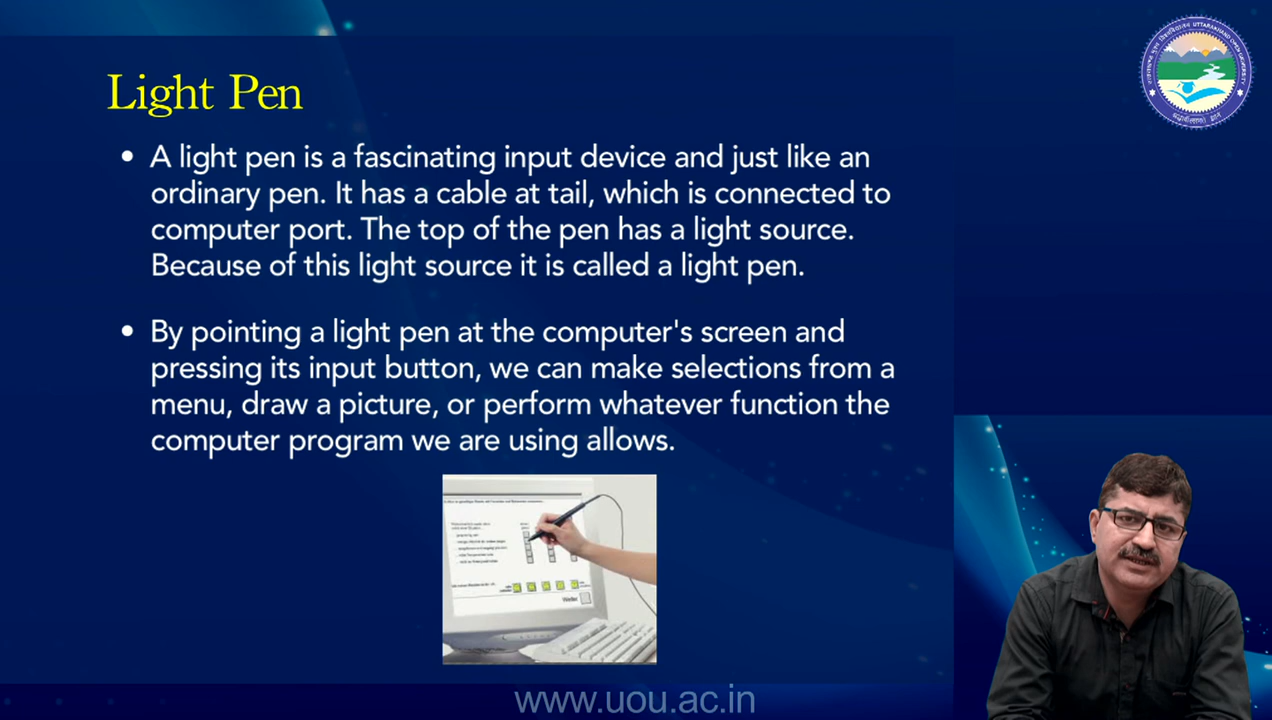 Light Pen
• A light pen is a fascinating input device and just like an
ordinary pen. It has a cable at tail, which is connected to
computer port. The top of the pen has a light source.
Because of this light source it is called a light pen.
• By pointing a light pen at the computer's screen and
pressing its input button, we can make selections from a
menu, draw a picture, or perform whatever function the
computer program we are using allows.
UTTARAKHAND OPEN UNIVERSITY
Weiter
www.uou.ac.in